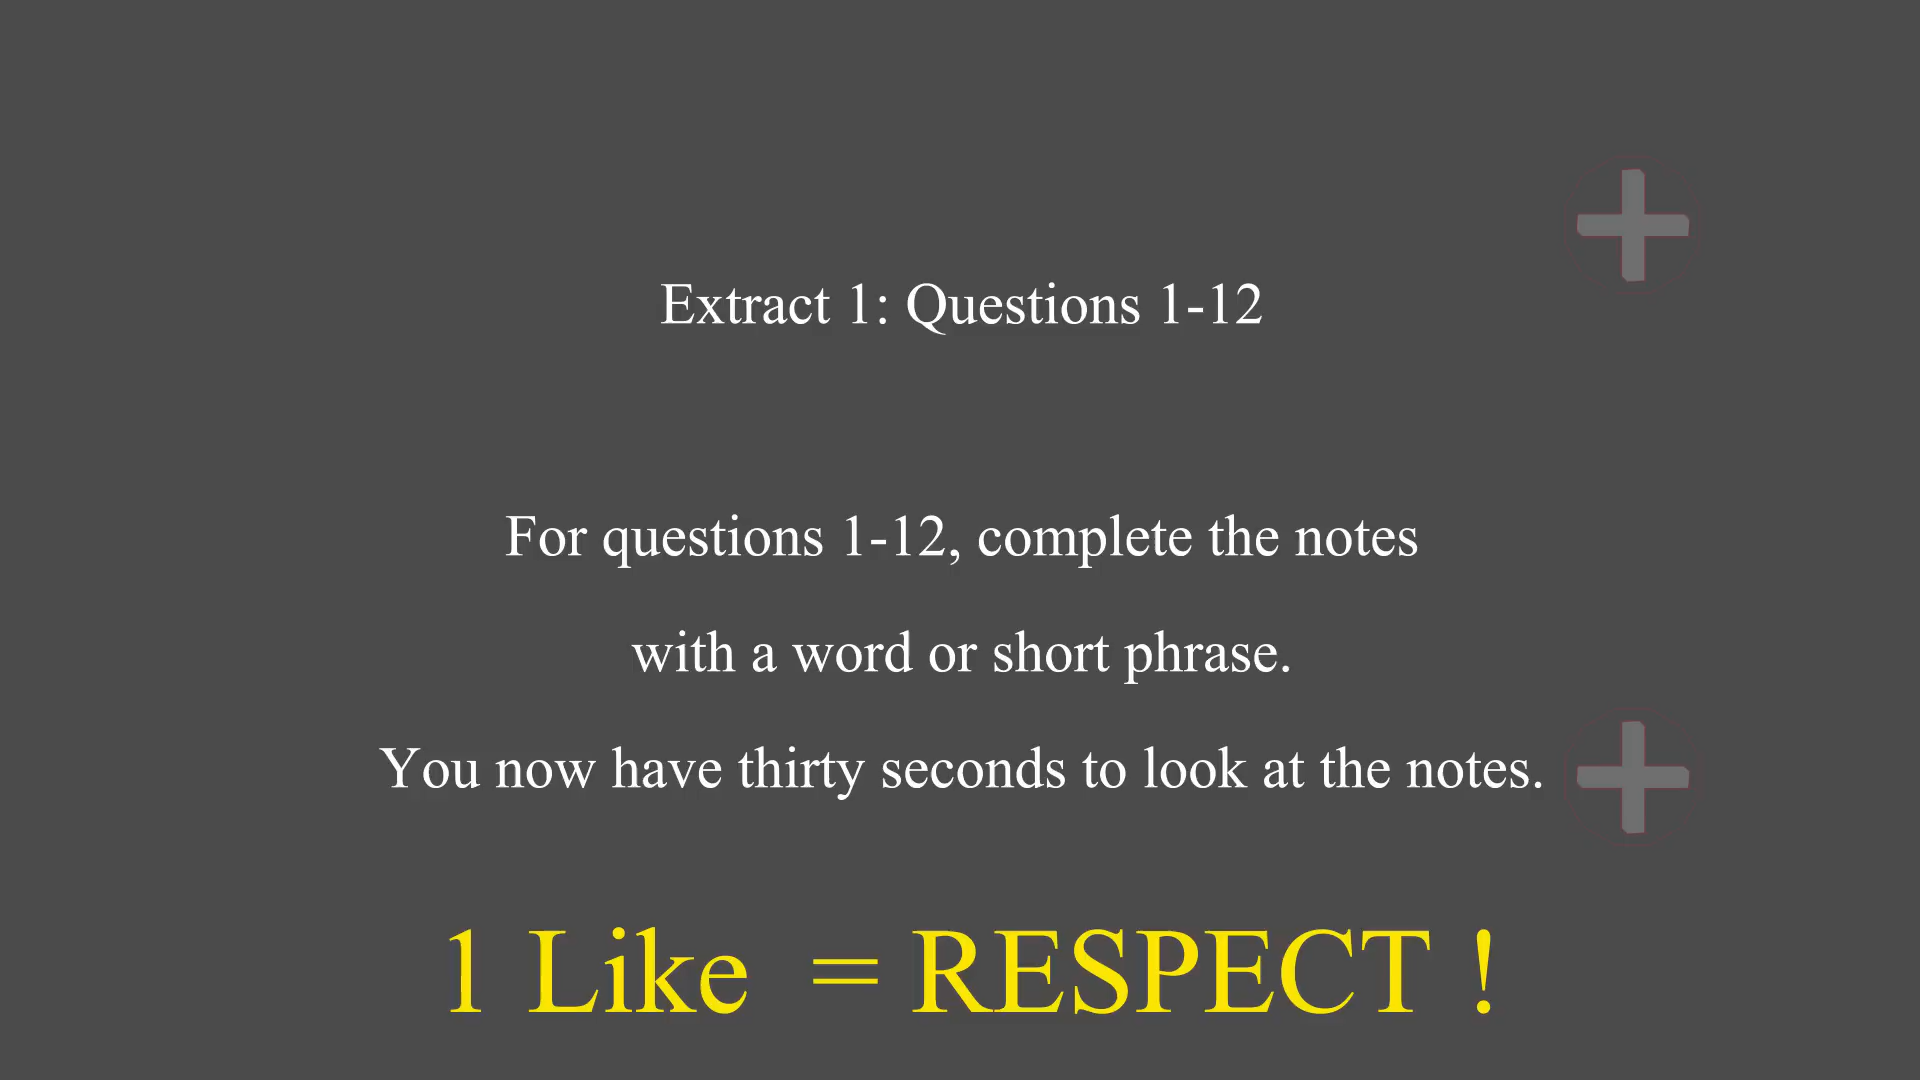 Extract 1: Questions 1-12
For questions 1-12, complete the notes
with a word or short phrase.
You now have thirty seconds to look at the notes.
1 Like = RESPECT !